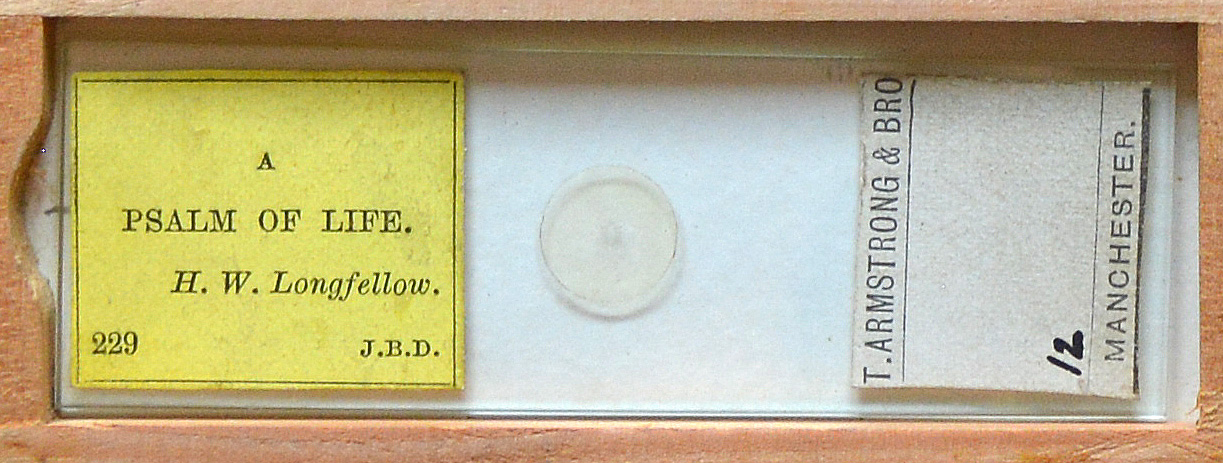 A
PSALM OF LIFE.
H. W. Longfellow.
229 J.B.D.
T. ARMSTRONG & BRO
12
MANCHESTER.